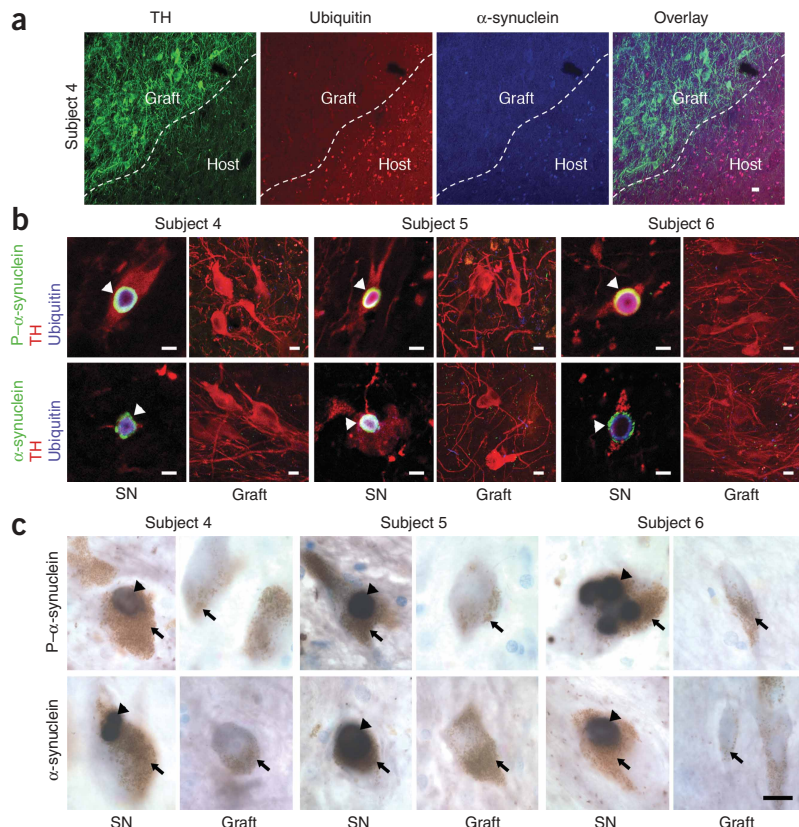 a
TH Ubiquitin α-synuclein Overlay
Subject 4
Graft Graft Graft Graft
Host Host Host Host
b
Subject 4 Subject 5 Subject 6
P–α-synuclein
TH
Ubiquitin
α-synuclein
TH
Ubiquitin
SN Graft SN Graft SN Graft
c
Subject 4 Subject 5 Subject 6
P–α-synuclein
α-synuclein
SN Graft SN Graft SN Graft